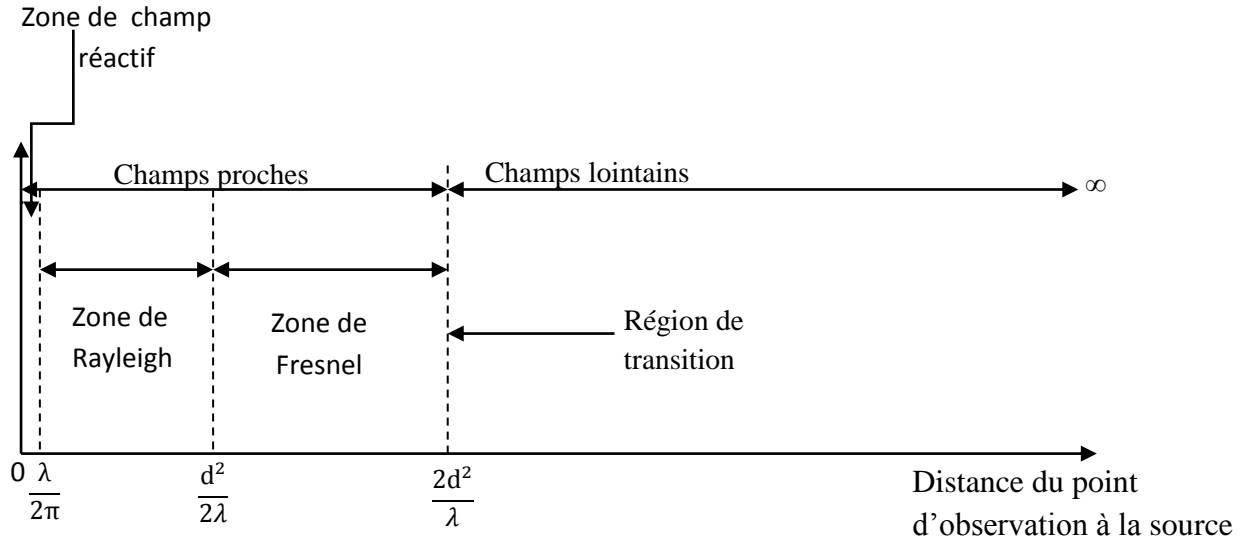 Zone de champ
réactif
Champs proches
Champs lointains
∞
Zone de
Rayleigh
Zone de
Fresnel
Région de
transition
0
λ
2π
d²
2λ
2d²
λ
Distance du point
d’observation à la source